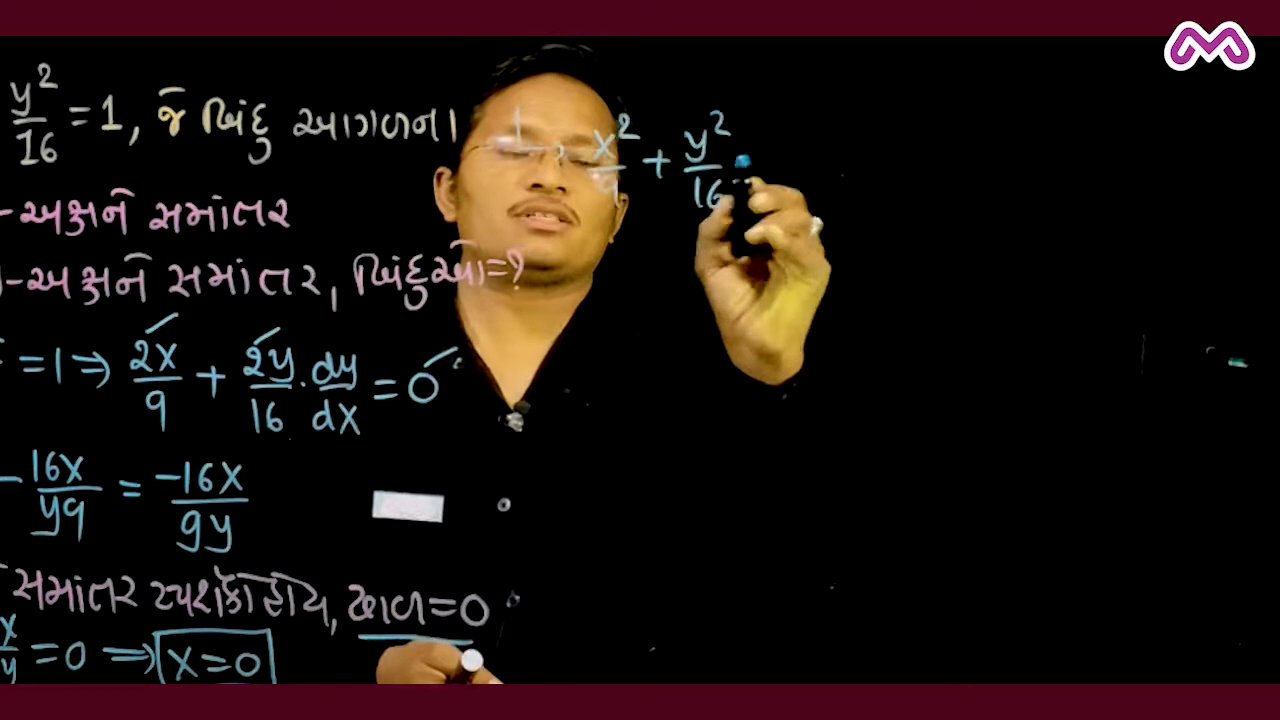 y²/16 = 1, જે બિંદુ આગળના
-અક્ષને સમાંતર
-અક્ષને સમાંતર, બિંદુઓ=?
= 1 ⇒ 2x/9 + 2y/16 · dy/dx = 0
- 16x/y9 = -16x/9y
સમાંતર સ્પર્શકો હોય, ઢાળ = 0
x/y = 0 ⟹ x = 0
x²/9 + y²/16